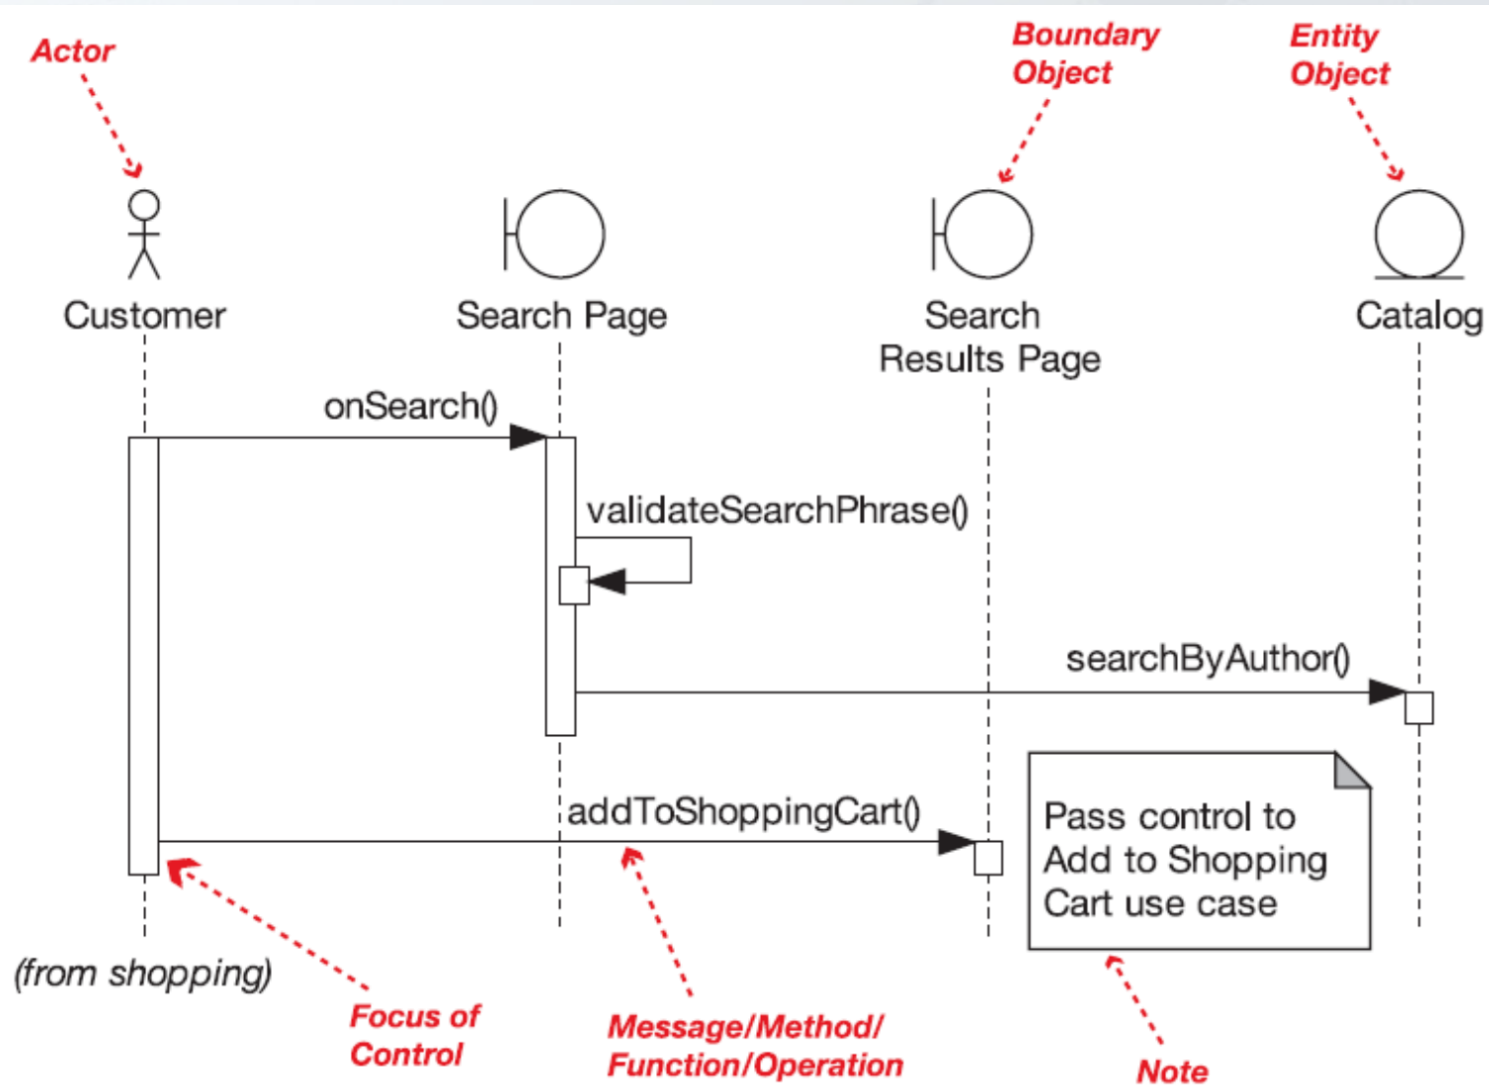 Actor
Boundary
Object
Entity
Object
Customer
Search Page
Search
Results Page
Catalog
onSearch()
validateSearchPhrase()
searchByAuthor()
addToShoppingCart()
Pass control to
Add to Shopping
Cart use case
(from shopping)
Focus of
Control
Message/Method/
Function/Operation
Note